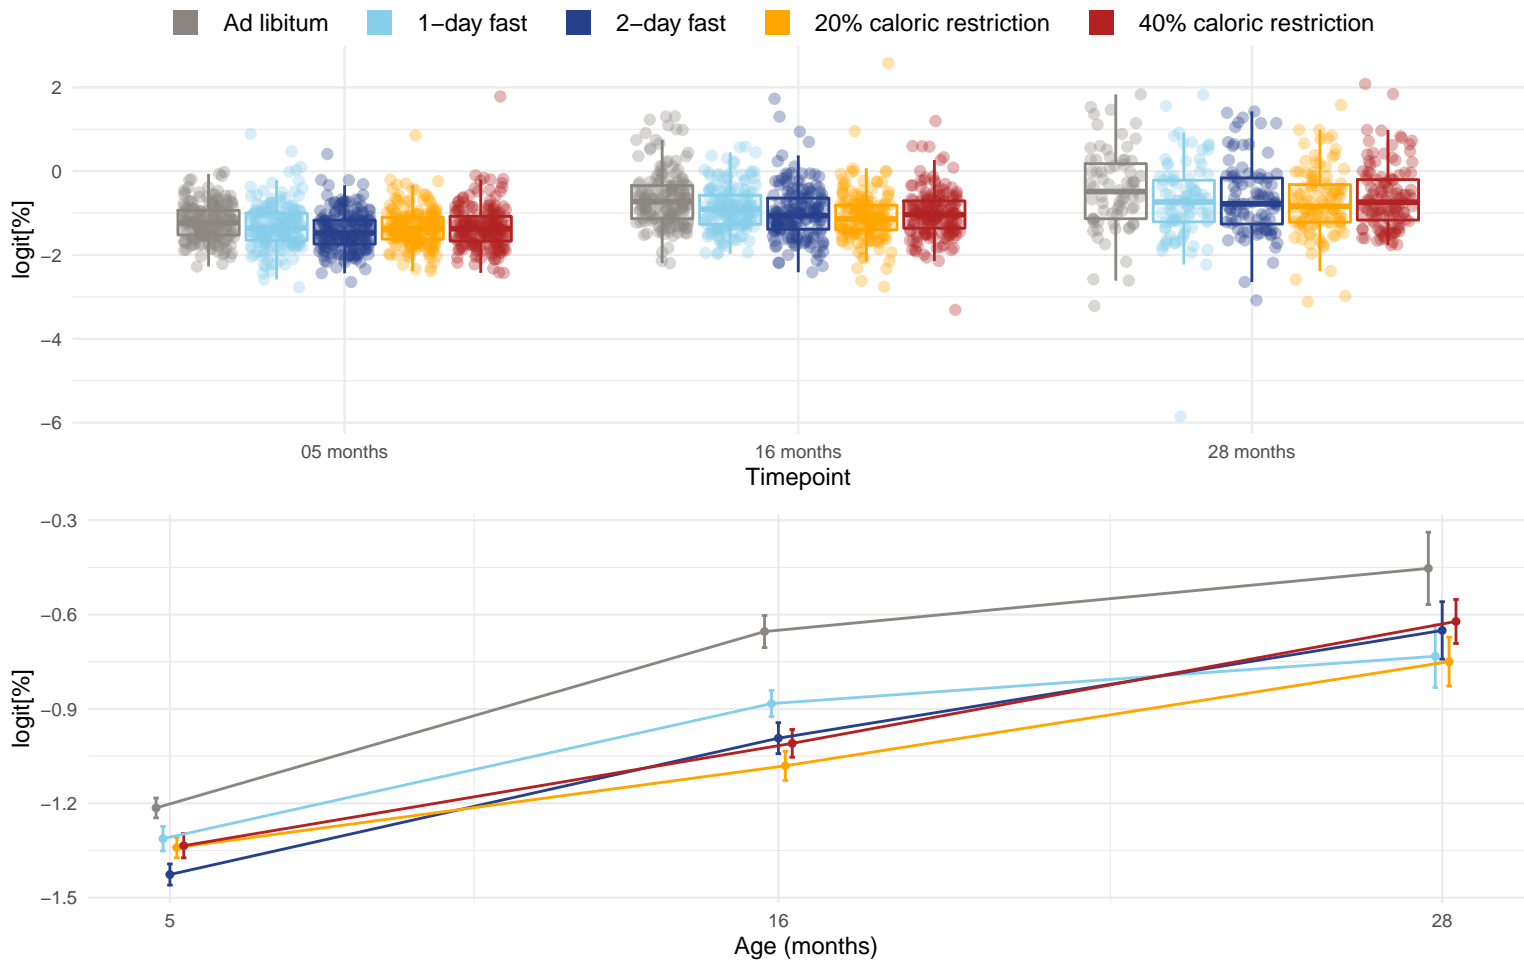 Ad libitum 1−day fast 2−day fast 20% caloric restriction 40% caloric restriction
2
0
−2
−4
−6
logit[%]
05 months 16 months 28 months
Timepoint
−0.3
−0.6
−0.9
−1.2
−1.5
logit[%]
5 16 28
Age (months)